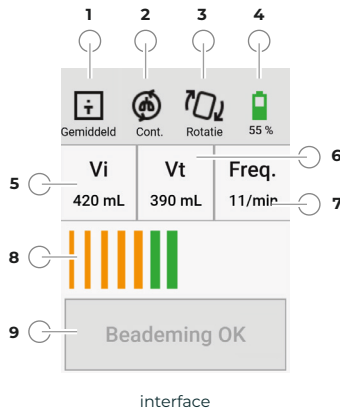 1 2 3 4
Gemiddeld Cont. Rotatie 55 %
5 Vi Vt Freq. 6
420 mL 390 mL 11/min 7
8
9 Beademing OK
interface